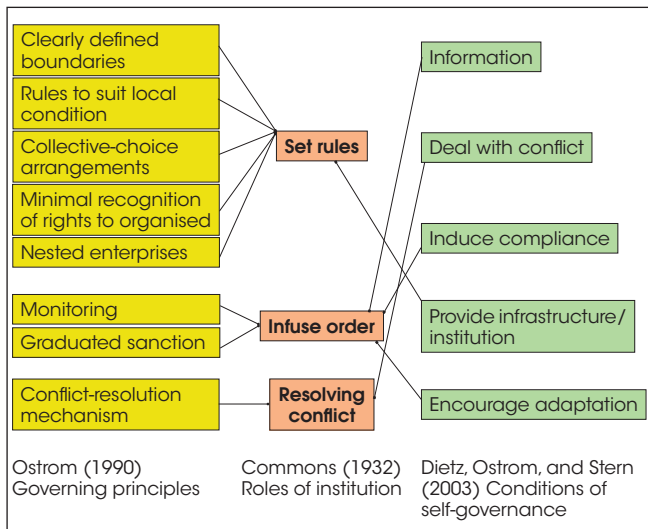 Clearly defined
boundaries
Rules to suit local
condition
Collective-choice
arrangements
Minimal recognition
of rights to organised
Nested enterprises
Monitoring
Graduated sanction
Conflict-resolution
mechanism
Set rules
Infuse order
Resolving
conflict
Information
Deal with conflict
Induce compliance
Provide infrastructure/
institution
Encourage adaptation
Ostrom (1990)
Governing principles
Commons (1932)
Roles of institution
Dietz, Ostrom, and Stern
(2003) Conditions of
self-governance